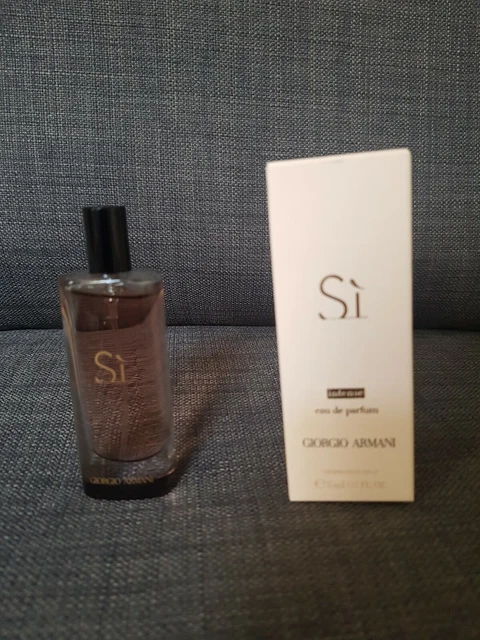 Sì
GIORGIO ARMANI
Sì
intense
eau de parfum
GIORGIO ARMANI